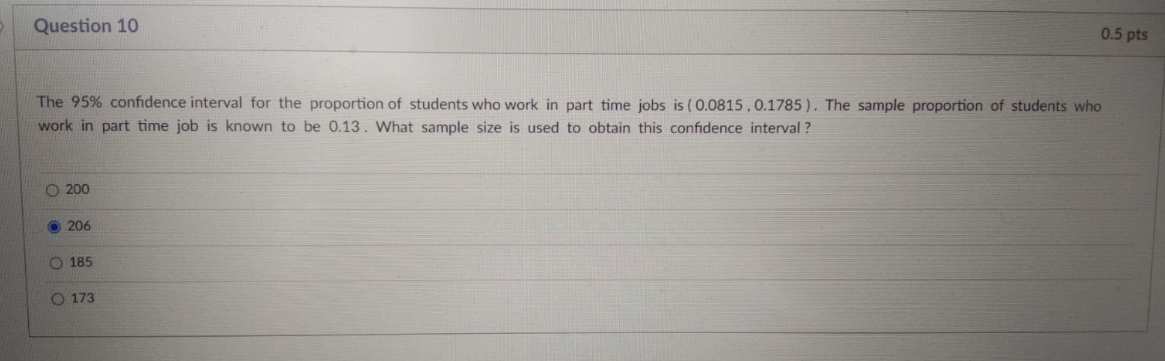 Question 10
0.5 pts
The 95% confidence interval for the proportion of students who work in part time jobs is ( 0.0815 , 0.1785 ). The sample proportion of students who
work in part time job is known to be 0.13. What sample size is used to obtain this confidence interval ?
200
206
185
173